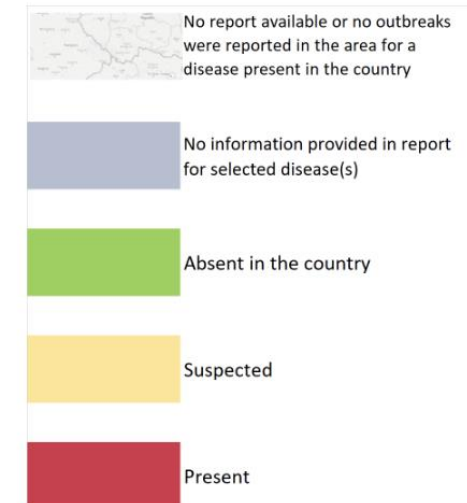 No report available or no outbreaks
were reported in the area for a
disease present in the country
No information provided in report
for selected disease(s)
Absent in the country
Suspected
Present